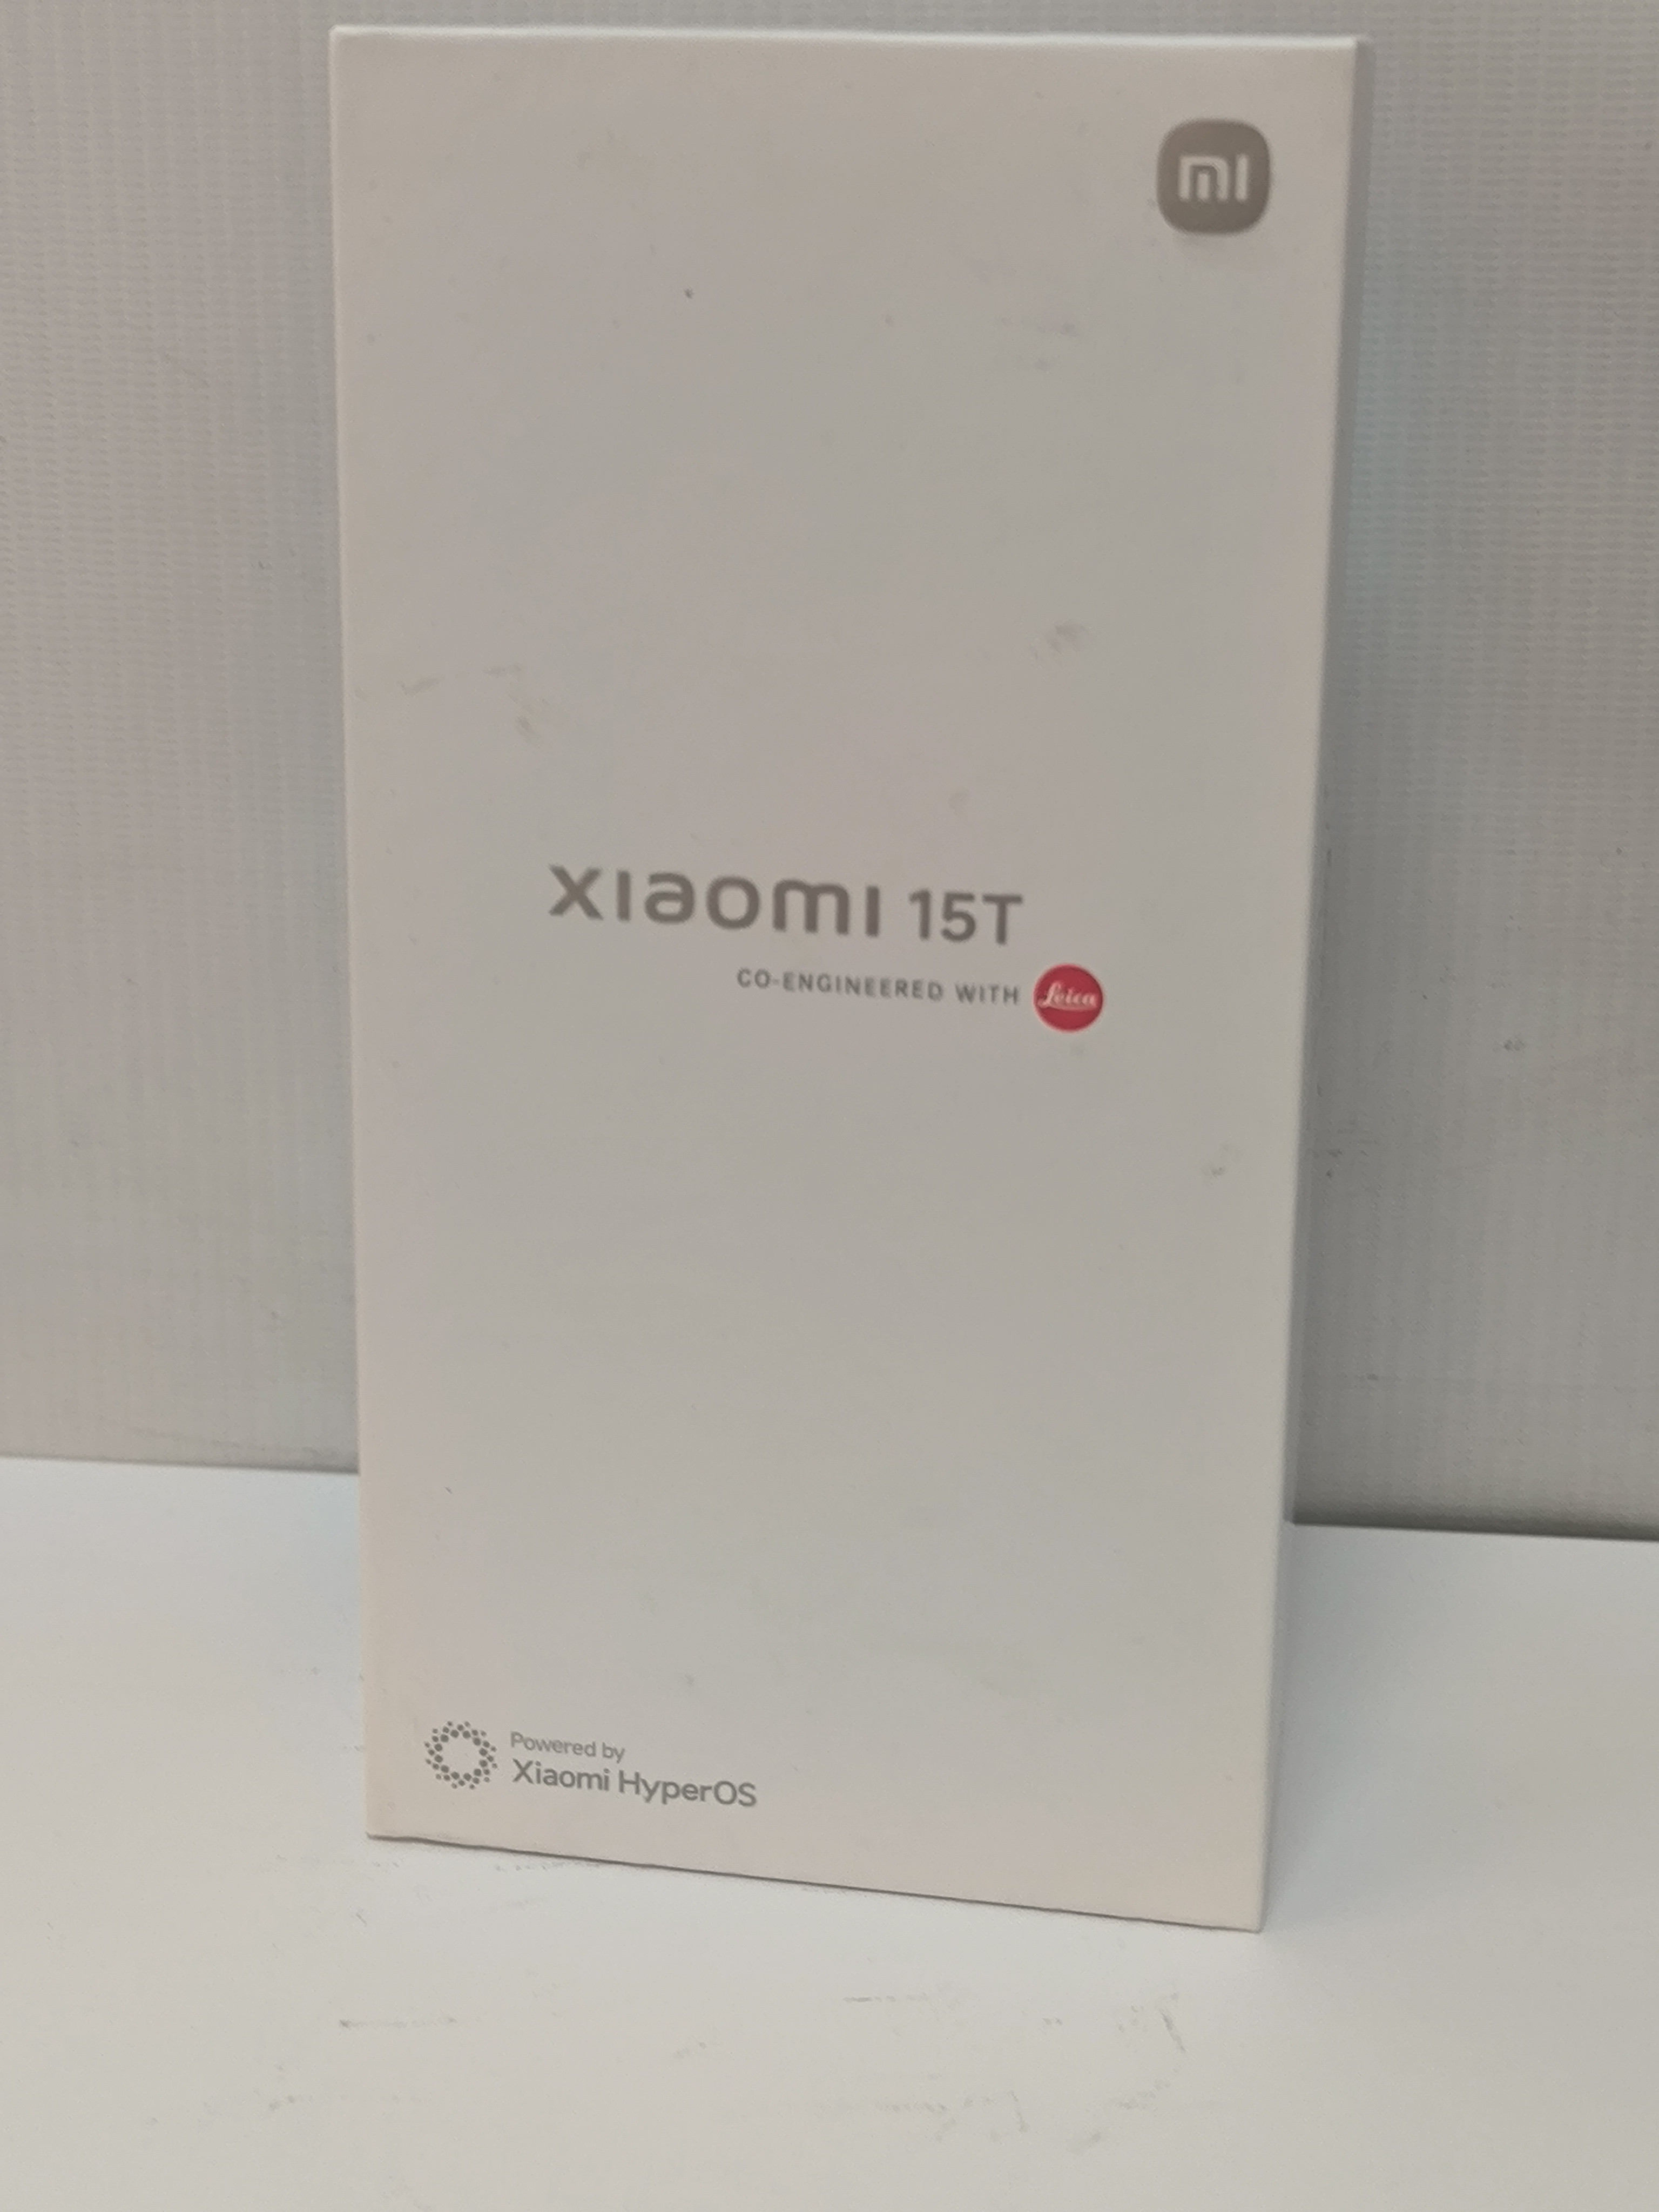 mi
xiaomi 15T
CO-ENGINEERED WITH Leica
Powered by
Xiaomi HyperOS